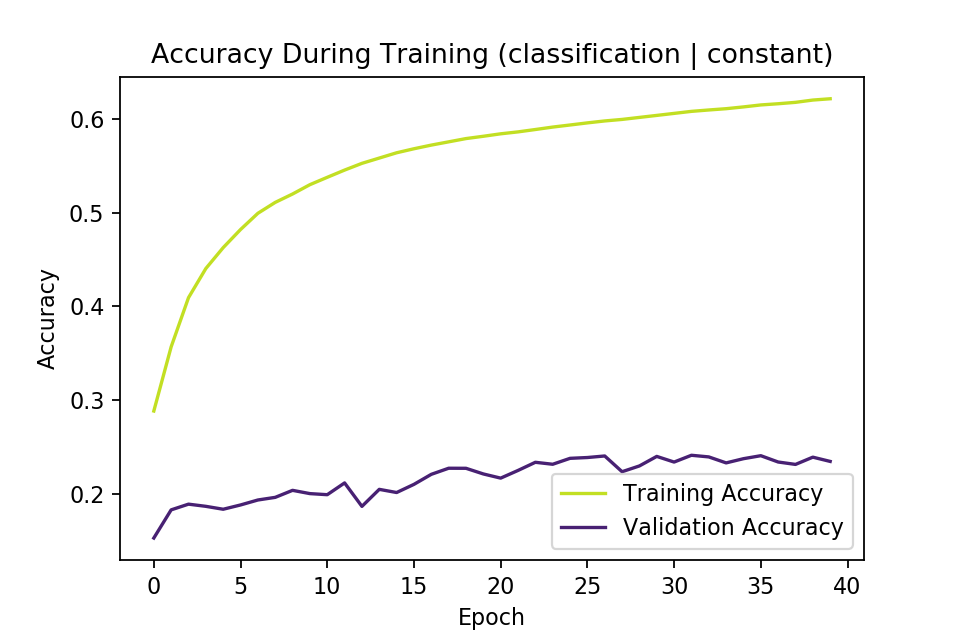 Accuracy During Training (classification | constant)
0.6
0.5
0.4
0.3
0.2
Accuracy
0 5 10 15 20 25 30 35 40
Epoch
Training Accuracy
Validation Accuracy